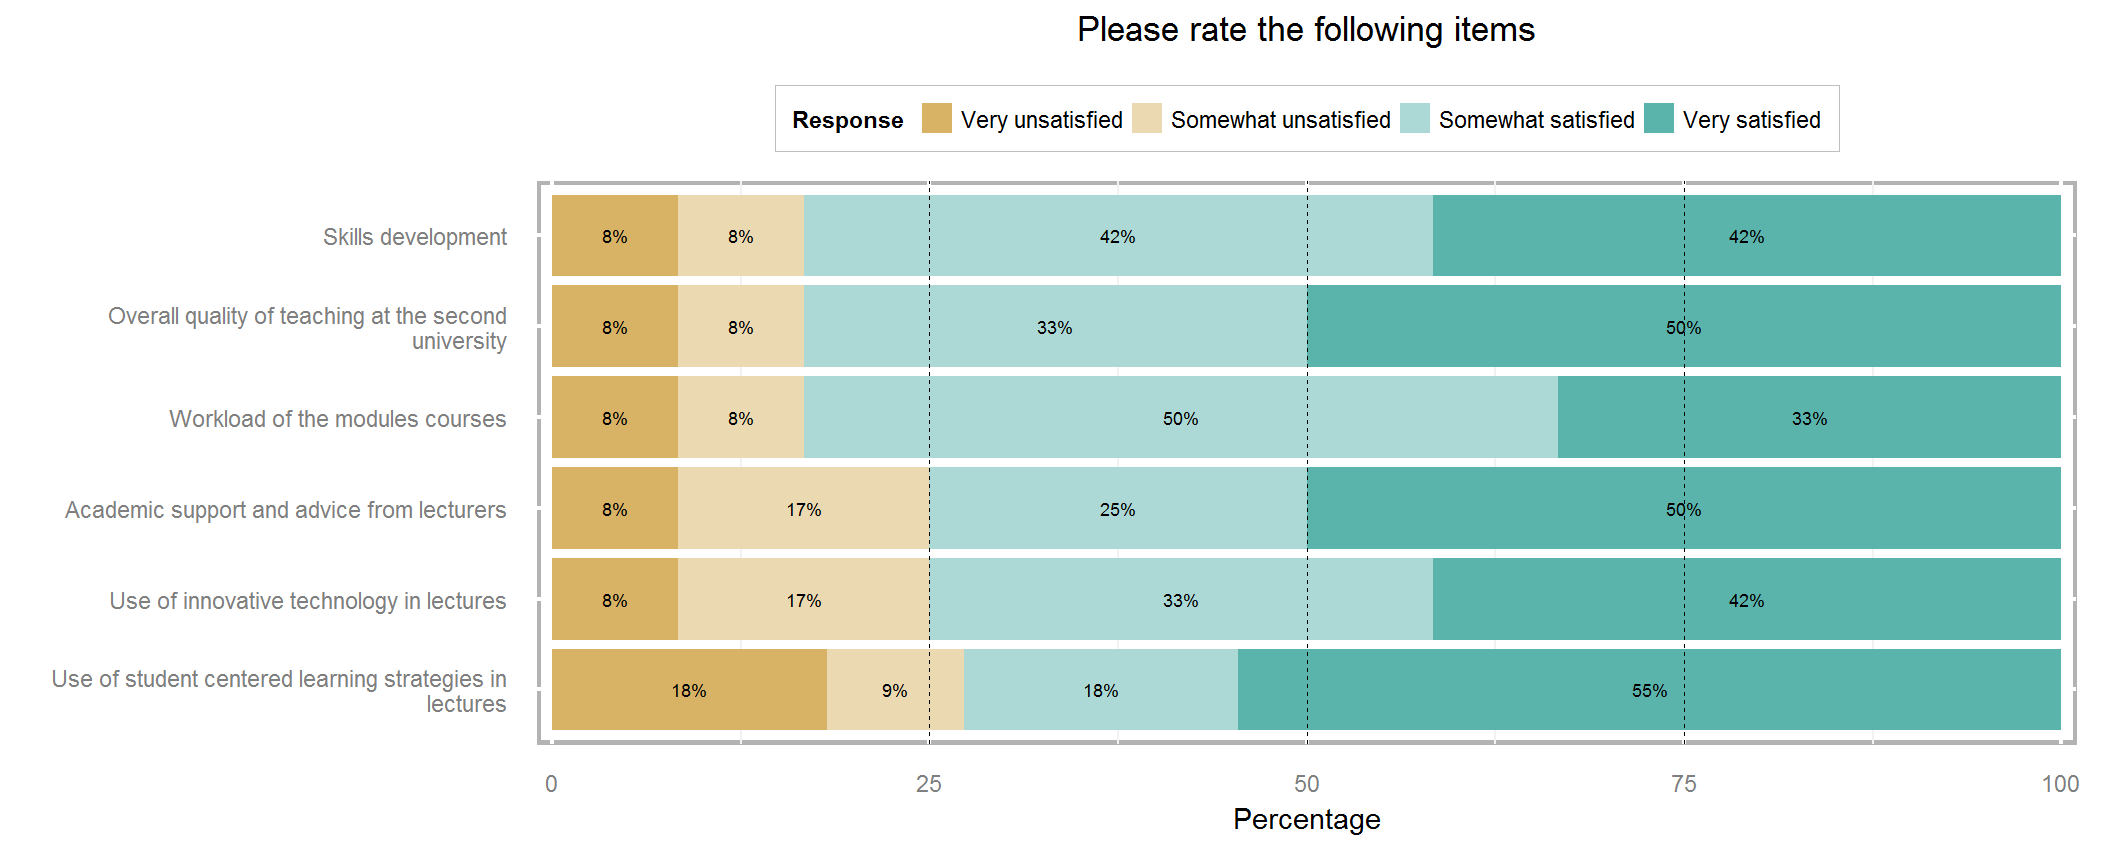 Please rate the following items
Response Very unsatisfied Somewhat unsatisfied Somewhat satisfied Very satisfied
Skills development 8% 8% 42% 42%
Overall quality of teaching at the second
university
8% 8% 33% 50%
Workload of the modules courses 8% 8% 50% 33%
Academic support and advice from lecturers 8% 17% 25% 50%
Use of innovative technology in lectures 8% 17% 33% 42%
Use of student centered learning strategies in
lectures
18% 9% 18% 55%
0 25 50 75 100
Percentage